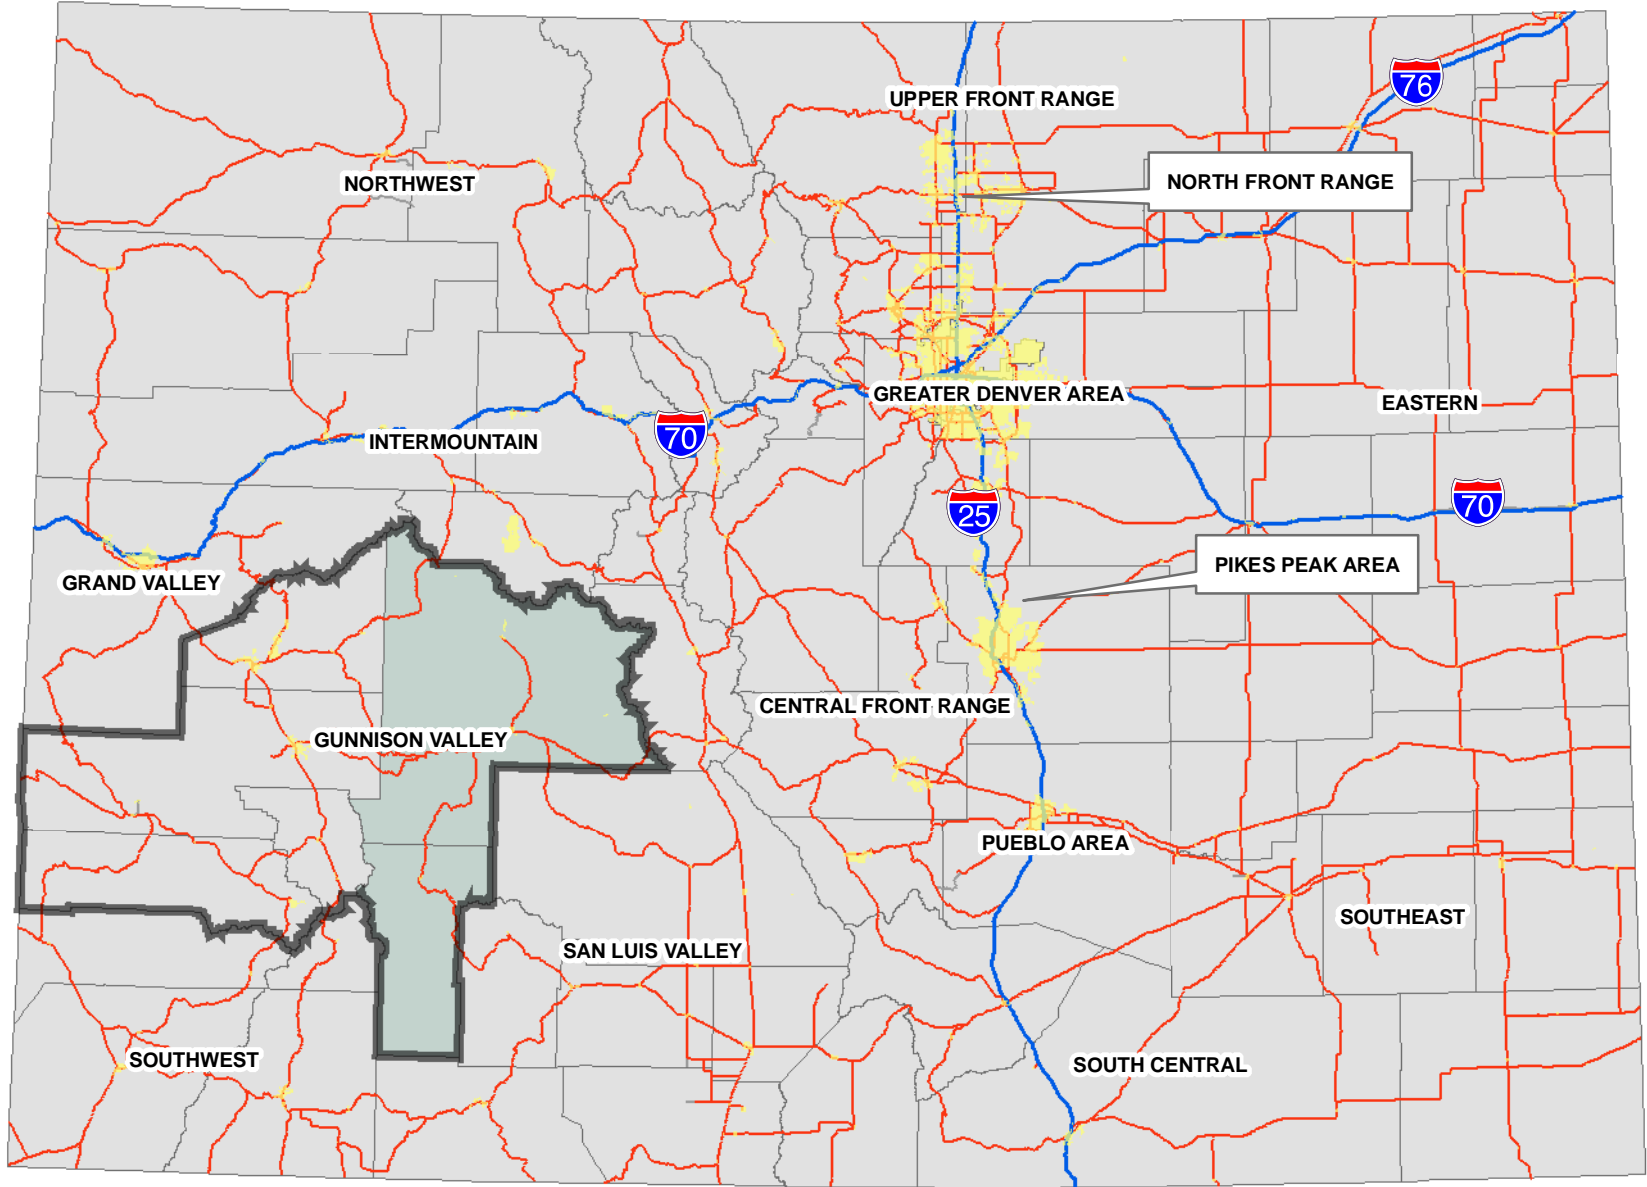 76
UPPER FRONT RANGE
NORTH FRONT RANGE
NORTHWEST
GREATER DENVER AREA
EASTERN
INTERMOUNTAIN
70
70
25
PIKES PEAK AREA
GRAND VALLEY
CENTRAL FRONT RANGE
GUNNISON VALLEY
PUEBLO AREA
SOUTHEAST
SAN LUIS VALLEY
SOUTHWEST
SOUTH CENTRAL